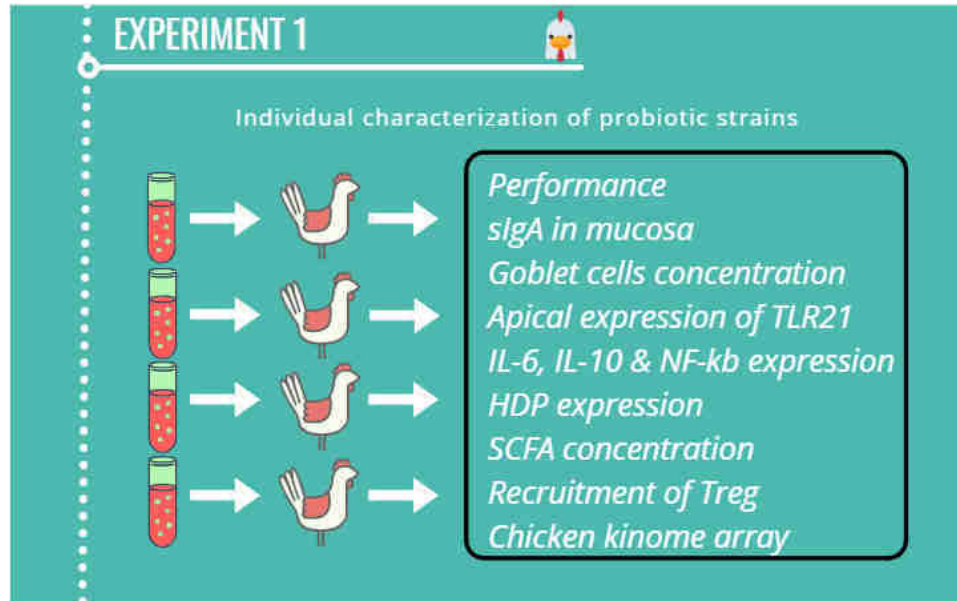 EXPERIMENT 1
Individual characterization of probiotic strains
Performance
sIgA in mucosa
Goblet cells concentration
Apical expression of TLR21
IL-6, IL-10 & NF-kb expression
HDP expression
SCFA concentration
Recruitment of Treg
Chicken kinome array